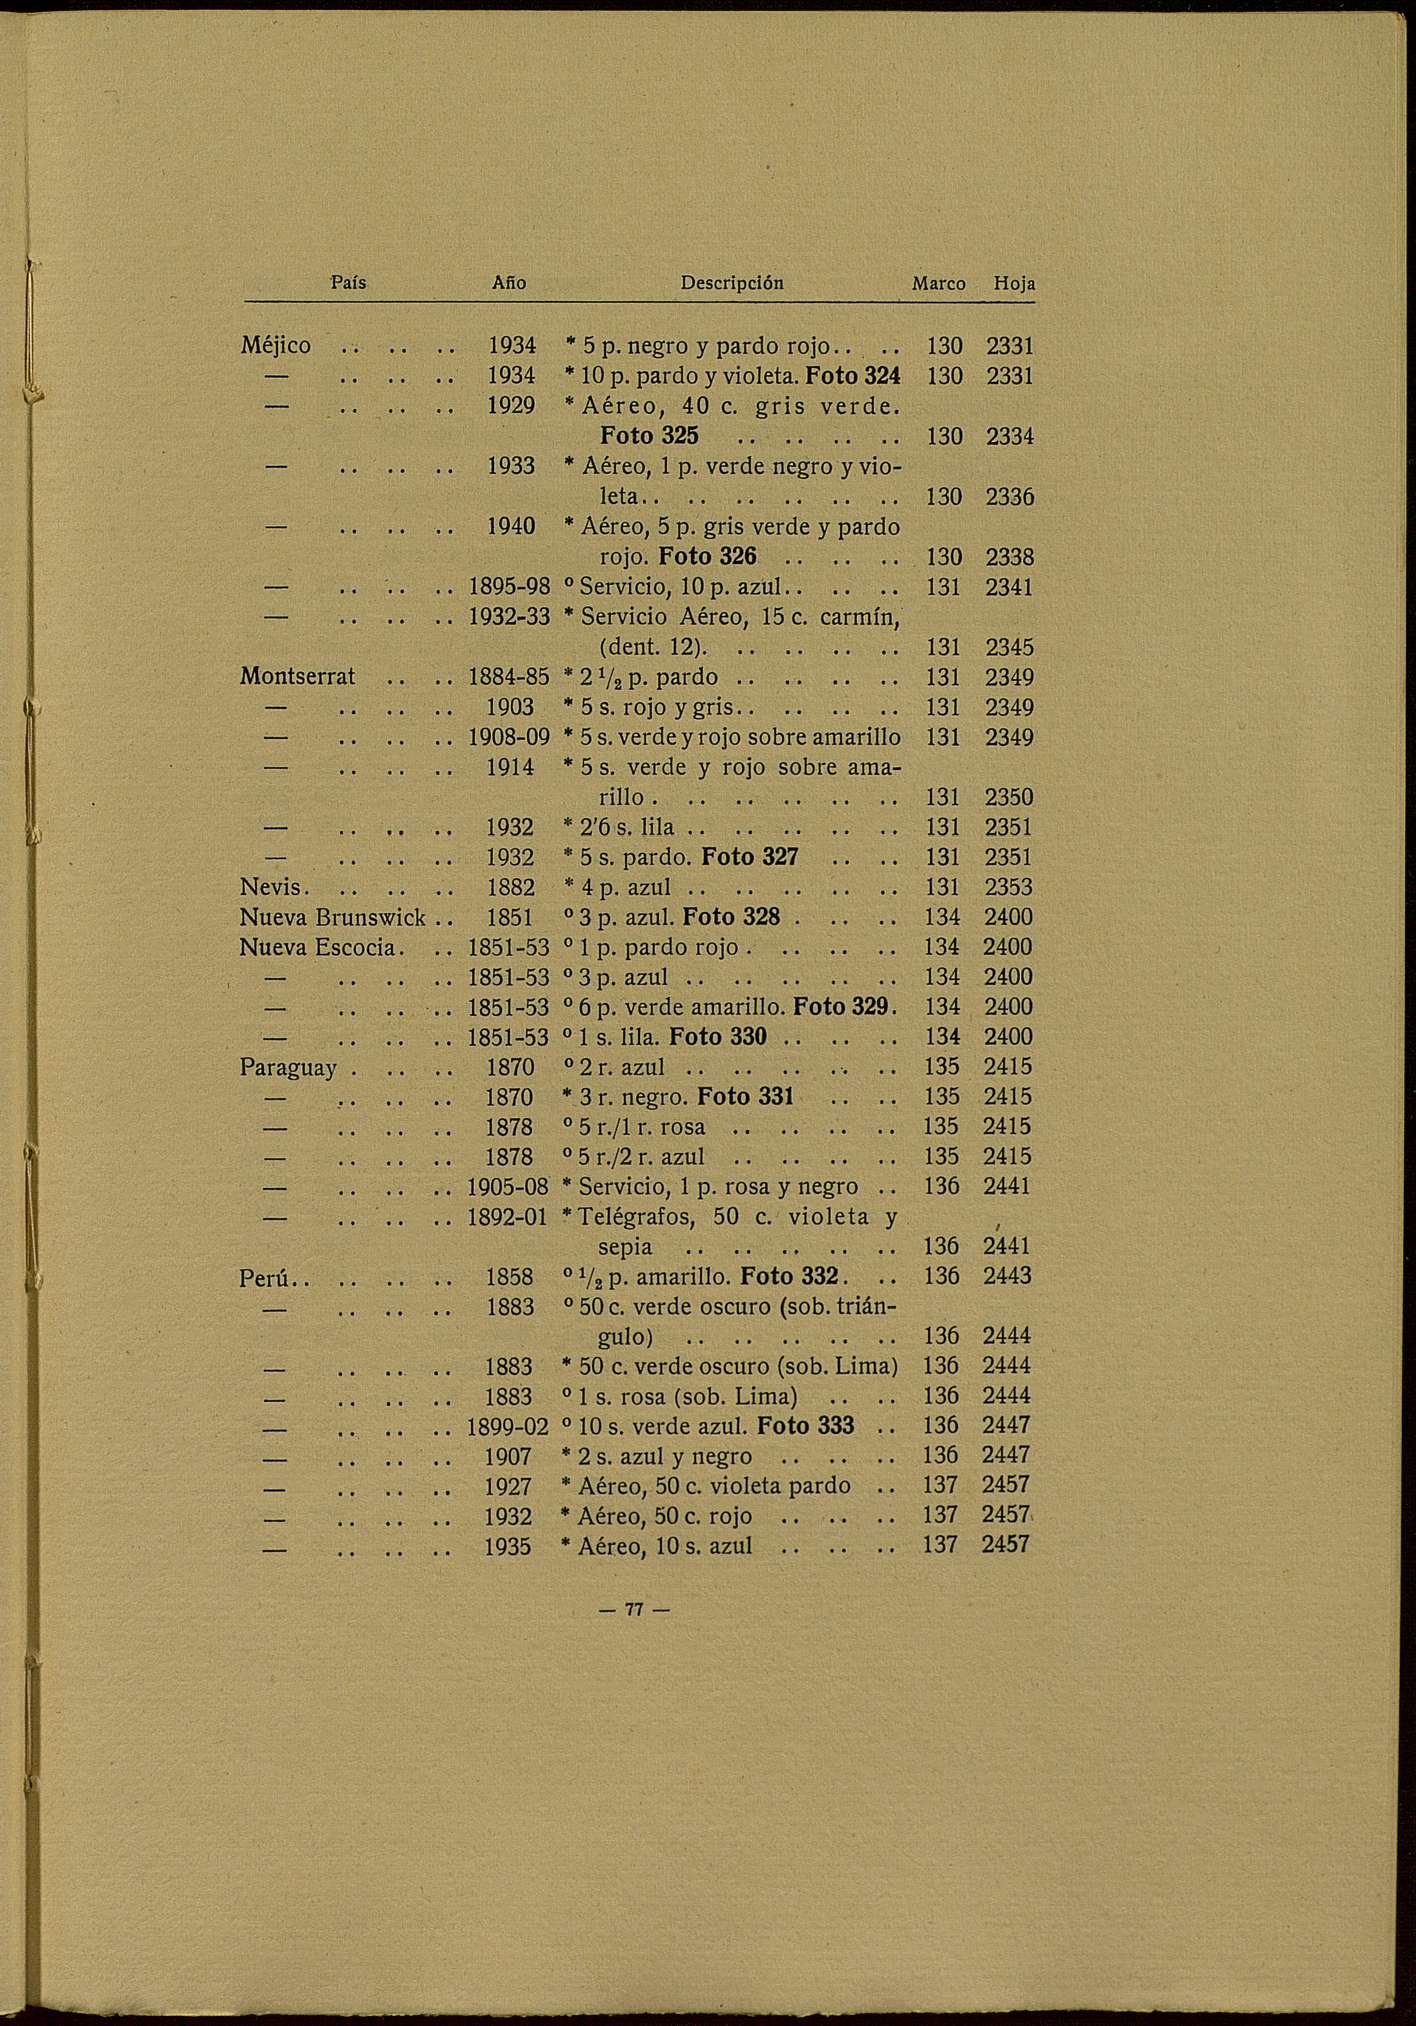 País Año Descripción Marco Hoja
Méjico .. .. .. 1934 * 5 p. negro y pardo rojo.. .. 130 2331
— .. .. .. 1934 * 10 p. pardo y violeta. Foto 324 130 2331
— .. .. .. 1929 * Aéreo, 40 c. gris verde.
Foto 325 .. .. .. .. 130 2334
— .. .. .. 1933 * Aéreo, 1 p. verde negro y vio-
leta.. .. .. .. .. .. 130 2336
— .. .. .. 1940 * Aéreo, 5 p. gris verde y pardo
rojo. Foto 326 .. .. .. 130 2338
— .. .. .. 1895-98 º Servicio, 10 p. azul.. .. .. 131 2341
— .. .. .. 1932-33 * Servicio Aéreo, 15 c. carmín,
(dent. 12). .. .. .. .. 131 2345
Montserrat .. .. 1884-85 * 2 1/2 p. pardo .. .. .. .. 131 2349
— .. .. .. 1903 * 5 s. rojo y gris.. .. .. .. 131 2349
— .. .. .. 1908-09 * 5 s. verde y rojo sobre amarillo 131 2349
— .. .. .. 1914 * 5 s. verde y rojo sobre ama-
rillo . .. .. .. .. .. 131 2350
— .. .. .. 1932 * 2'6 s. lila .. .. .. .. .. 131 2351
— .. .. .. 1932 * 5 s. pardo. Foto 327 .. .. 131 2351
Nevis. .. .. .. 1882 * 4 p. azul .. .. .. .. .. 131 2353
Nueva Brunswick .. 1851 º 3 p. azul. Foto 328 . .. .. 134 2400
Nueva Escocia. .. 1851-53 º 1 p. pardo rojo . .. .. .. 134 2400
— .. .. .. 1851-53 º 3 p. azul .. .. .. .. .. 134 2400
— .. .. .. 1851-53 º 6 p. verde amarillo. Foto 329. 134 2400
— .. .. .. 1851-53 º 1 s. lila. Foto 330 .. .. .. 134 2400
Paraguay . .. .. 1870 º 2 r. azul .. .. .. .. .. 135 2415
— .. .. .. 1870 * 3 r. negro. Foto 331 .. .. 135 2415
— .. .. .. 1878 º 5 r./1 r. rosa .. .. .. .. 135 2415
— .. .. .. 1878 º 5 r./2 r. azul .. .. .. .. 135 2415
— .. .. .. 1905-08 * Servicio, 1 p. rosa y negro .. 136 2441
— .. .. .. 1892-01 * Telégrafos, 50 c. violeta y
sepia .. .. .. .. .. 136 2441
Perú.. .. .. .. 1858 º 1/2 p. amarillo. Foto 332. .. 136 2443
— .. .. .. 1883 º 50 c. verde oscuro (sob. trián-
gulo) .. .. .. .. .. 136 2444
— .. .. .. 1883 * 50 c. verde oscuro (sob. Lima) 136 2444
— .. .. .. 1883 º 1 s. rosa (sob. Lima) .. .. 136 2444
— .. .. .. 1899-02 º 10 s. verde azul. Foto 333 .. 136 2447
— .. .. .. 1907 * 2 s. azul y negro .. .. .. 136 2447
— .. .. .. 1927 * Aéreo, 50 c. violeta pardo .. 137 2457
— .. .. .. 1932 * Aéreo, 50 c. rojo .. .. .. 137 2457
— .. .. .. 1935 * Aéreo, 10 s. azul .. .. .. 137 2457
— 77 —